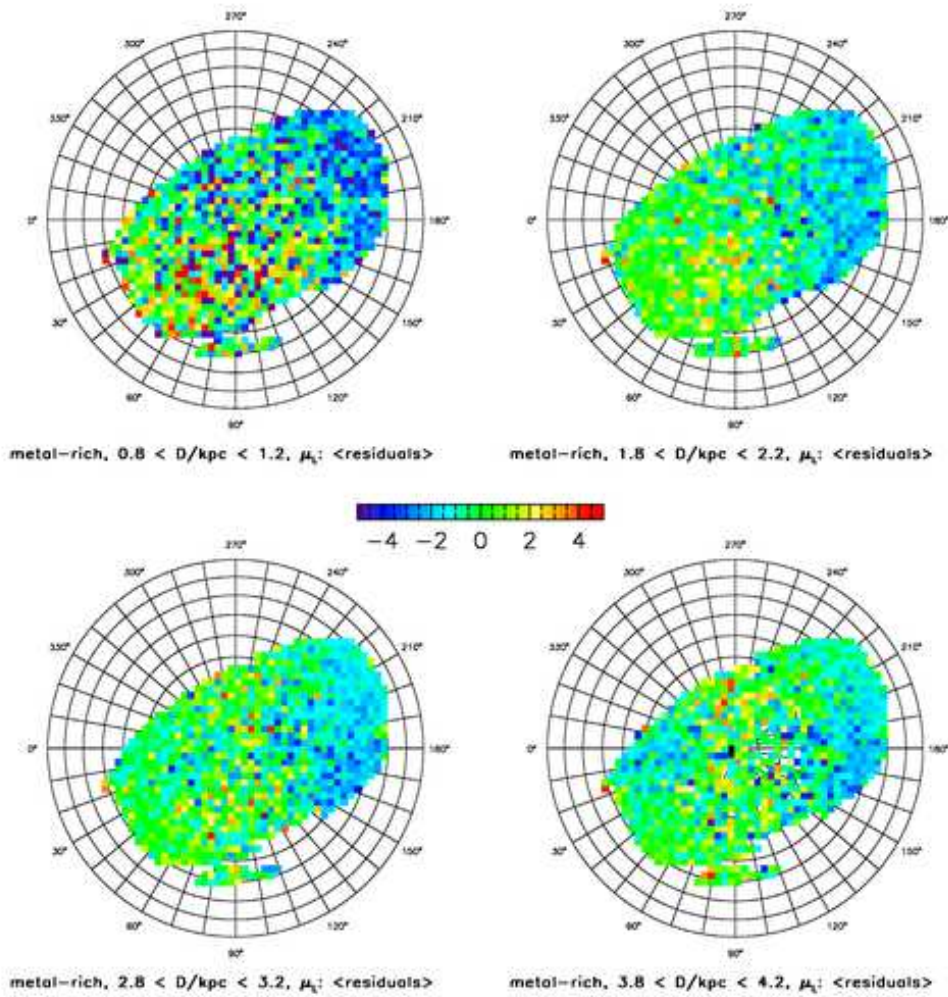 270° 270°
300° 240° 300° 240°
330° 210° 330° 210°
0° 180° 0° 180°
30° 150° 30° 150°
60° 120° 60° 120°
90° 90°
metal-rich, 0.8 < D/kpc < 1.2, μ: <residuals>
metal-rich, 1.8 < D/kpc < 2.2, μ: <residuals>
-4 -2 0 2 4
270° 270°
300° 240° 300° 240°
330° 210° 330° 210°
0° 180° 0° 180°
30° 150° 30° 150°
60° 120° 60° 120°
90° 90°
metal-rich, 2.8 < D/kpc < 3.2, μ: <residuals>
metal-rich, 3.8 < D/kpc < 4.2, μ: <residuals>